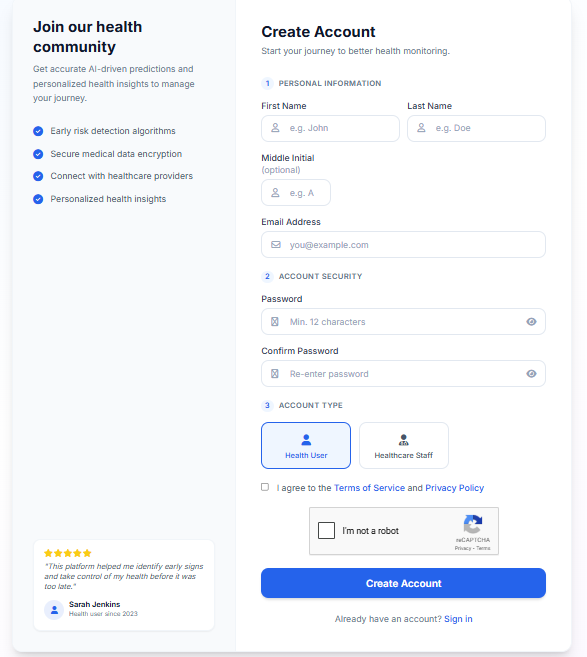 Join our health
community
Get accurate AI-driven predictions and
personalized health insights to manage
your journey.
Early risk detection algorithms
Secure medical data encryption
Connect with healthcare providers
Personalized health insights
"This platform helped me identify early signs
and take control of my health before it was
too late."
Sarah Jenkins
Health user since 2023
Create Account
Start your journey to better health monitoring.
1 PERSONAL INFORMATION
First Name
Last Name
e.g. John
e.g. Doe
Middle Initial
(optional)
e.g. A
Email Address
you@example.com
2 ACCOUNT SECURITY
Password
Min. 12 characters
Confirm Password
Re-enter password
3 ACCOUNT TYPE
Health User
Healthcare Staff
I agree to the Terms of Service and Privacy Policy
I'm not a robot
reCAPTCHA
Privacy - Terms
Create Account
Already have an account? Sign in